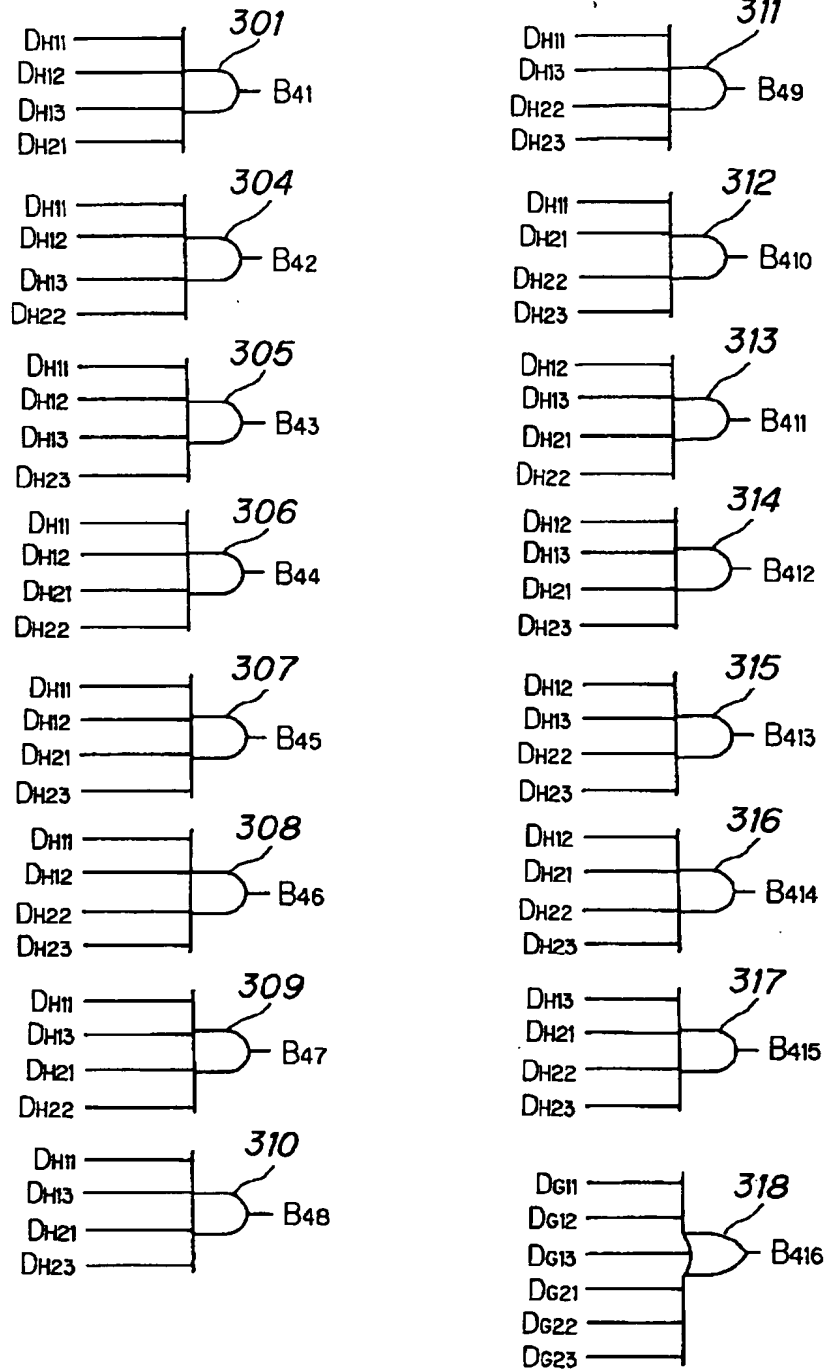 301
DH11
DH12
DH13
DH21
B41
304
DH11
DH12
DH13
DH22
B42
305
DH11
DH12
DH13
DH23
B43
306
DH11
DH12
DH21
DH22
B44
307
DH11
DH12
DH21
DH23
B45
308
DH11
DH12
DH22
DH23
B46
309
DH11
DH13
DH21
DH22
B47
310
DH11
DH13
DH21
DH23
B48
311
DH11
DH13
DH22
DH23
B49
312
DH11
DH21
DH22
DH23
B410
313
DH12
DH13
DH21
DH22
B411
314
DH12
DH13
DH21
DH23
B412
315
DH12
DH13
DH22
DH23
B413
316
DH12
DH21
DH22
DH23
B414
317
DH13
DH21
DH22
DH23
B415
318
DG11
DG12
DG13
DG21
DG22
DG23
B416